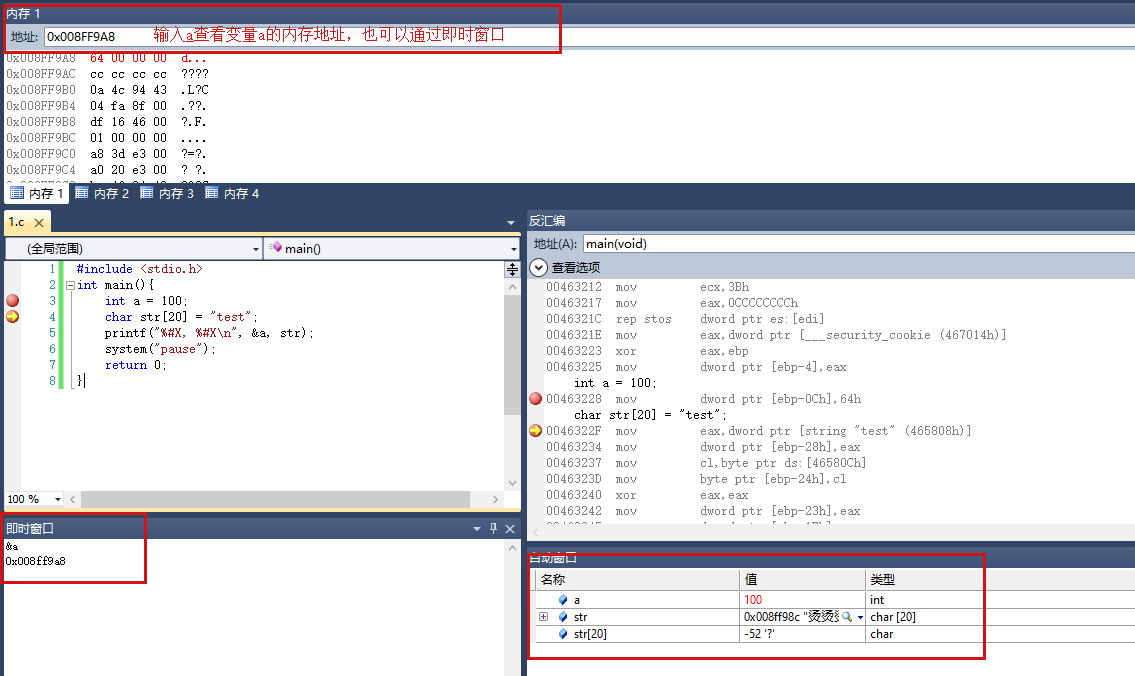 内存 1
地址: 0x008FF9A8 输入a查看变量a的内存地址，也可以通过即时窗口
0x008FF9A8 64 00 00 00 d...
0x008FF9AC cc cc cc cc ????
0x008FF9B0 0a 4c 94 43 .L?C
0x008FF9B4 04 fa 8f 00 .??.
0x008FF9B8 df 16 46 00 ?.F.
0x008FF9BC 01 00 00 00 ....
0x008FF9C0 a8 3d e3 00 ?=?.
0x008FF9C4 a0 20 e3 00 ? ?.
内存 1 内存 2 内存 3 内存 4
1.c
(全局范围) main()
1 #include <stdio.h>
2 int main(){
3 int a = 100;
4 char str[20] = "test";
5 printf("%#X, %#X\n", &a, str);
6 system("pause");
7 return 0;
8 }
100 %
反汇编
地址(A): main(void)
查看选项
00463212 mov ecx,3Bh
00463217 mov eax,0CCCCCCCCh
0046321C rep stos dword ptr es:[edi]
0046321E mov eax,dword ptr [___security_cookie (467014h)]
00463223 xor eax,ebp
00463225 mov dword ptr [ebp-4],eax
int a = 100;
00463228 mov dword ptr [ebp-0Ch],64h
char str[20] = "test";
0046322F mov eax,dword ptr [string "test" (465808h)]
00463234 mov dword ptr [ebp-28h],eax
00463237 mov cl,byte ptr ds:[46580Ch]
0046323D mov byte ptr [ebp-24h],cl
00463240 xor eax,eax
00463242 mov dword ptr [ebp-23h],eax
即时窗口
&a
0x008ff9a8
自动窗口
名称 值 类型
a 100 int
str 0x008ff98c "烫烫 char [20]
str[20] -52 '?' char